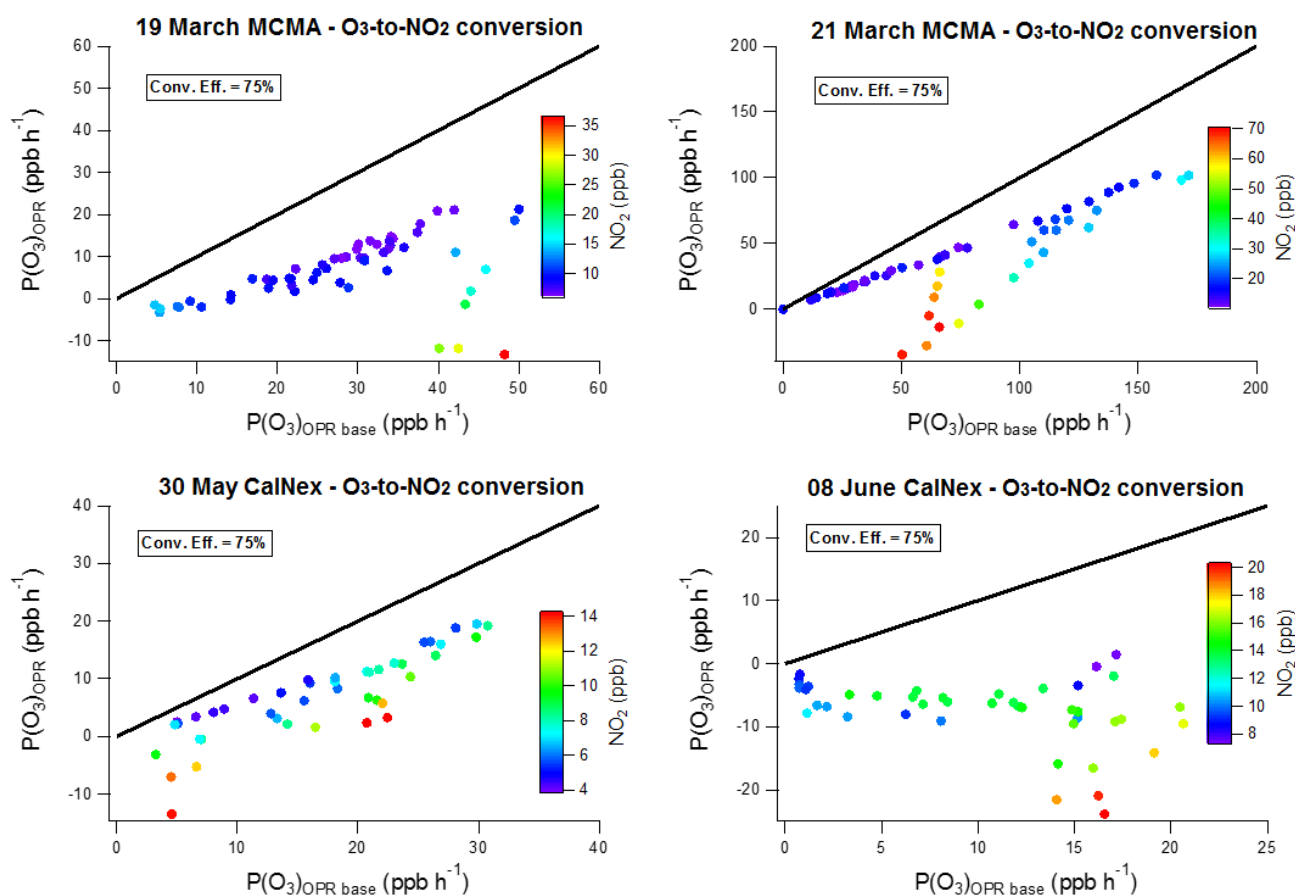 19 March MCMA - O₃-to-NO₂ conversion
Conv. Eff. = 75%
60
50
40
30
20
10
0
-10
P(O₃)OPR (ppb h⁻¹)
35
30
25
20
15
10
NO₂ (ppb)
0 10 20 30 40 50 60
P(O₃)OPR base (ppb h⁻¹)
21 March MCMA - O₃-to-NO₂ conversion
Conv. Eff. = 75%
200
150
100
50
0
P(O₃)OPR (ppb h⁻¹)
70
60
50
40
30
20
NO₂ (ppb)
0 50 100 150 200
P(O₃)OPR base (ppb h⁻¹)
30 May CalNex - O₃-to-NO₂ conversion
Conv. Eff. = 75%
40
30
20
10
0
-10
P(O₃)OPR (ppb h⁻¹)
14
12
10
8
6
4
NO₂ (ppb)
0 10 20 30 40
P(O₃)OPR base (ppb h⁻¹)
08 June CalNex - O₃-to-NO₂ conversion
Conv. Eff. = 75%
20
10
0
-10
-20
P(O₃)OPR (ppb h⁻¹)
20
18
16
14
12
10
8
NO₂ (ppb)
0 5 10 15 20 25
P(O₃)OPR base (ppb h⁻¹)